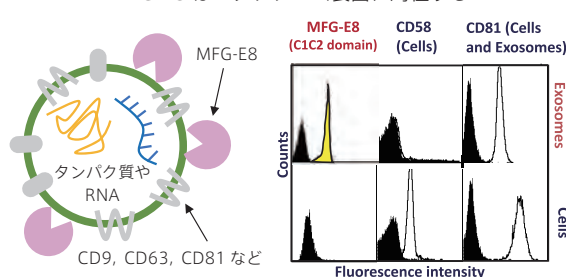 MFG-E8
タンパク質や
RNA
CD9, CD63, CD81 など
MFG-E8
(C1C2 domain)
CD58
(Cells)
CD81 (Cells
and Exosomes)
Counts
Exosomes
Cells
Fluorescence intensity